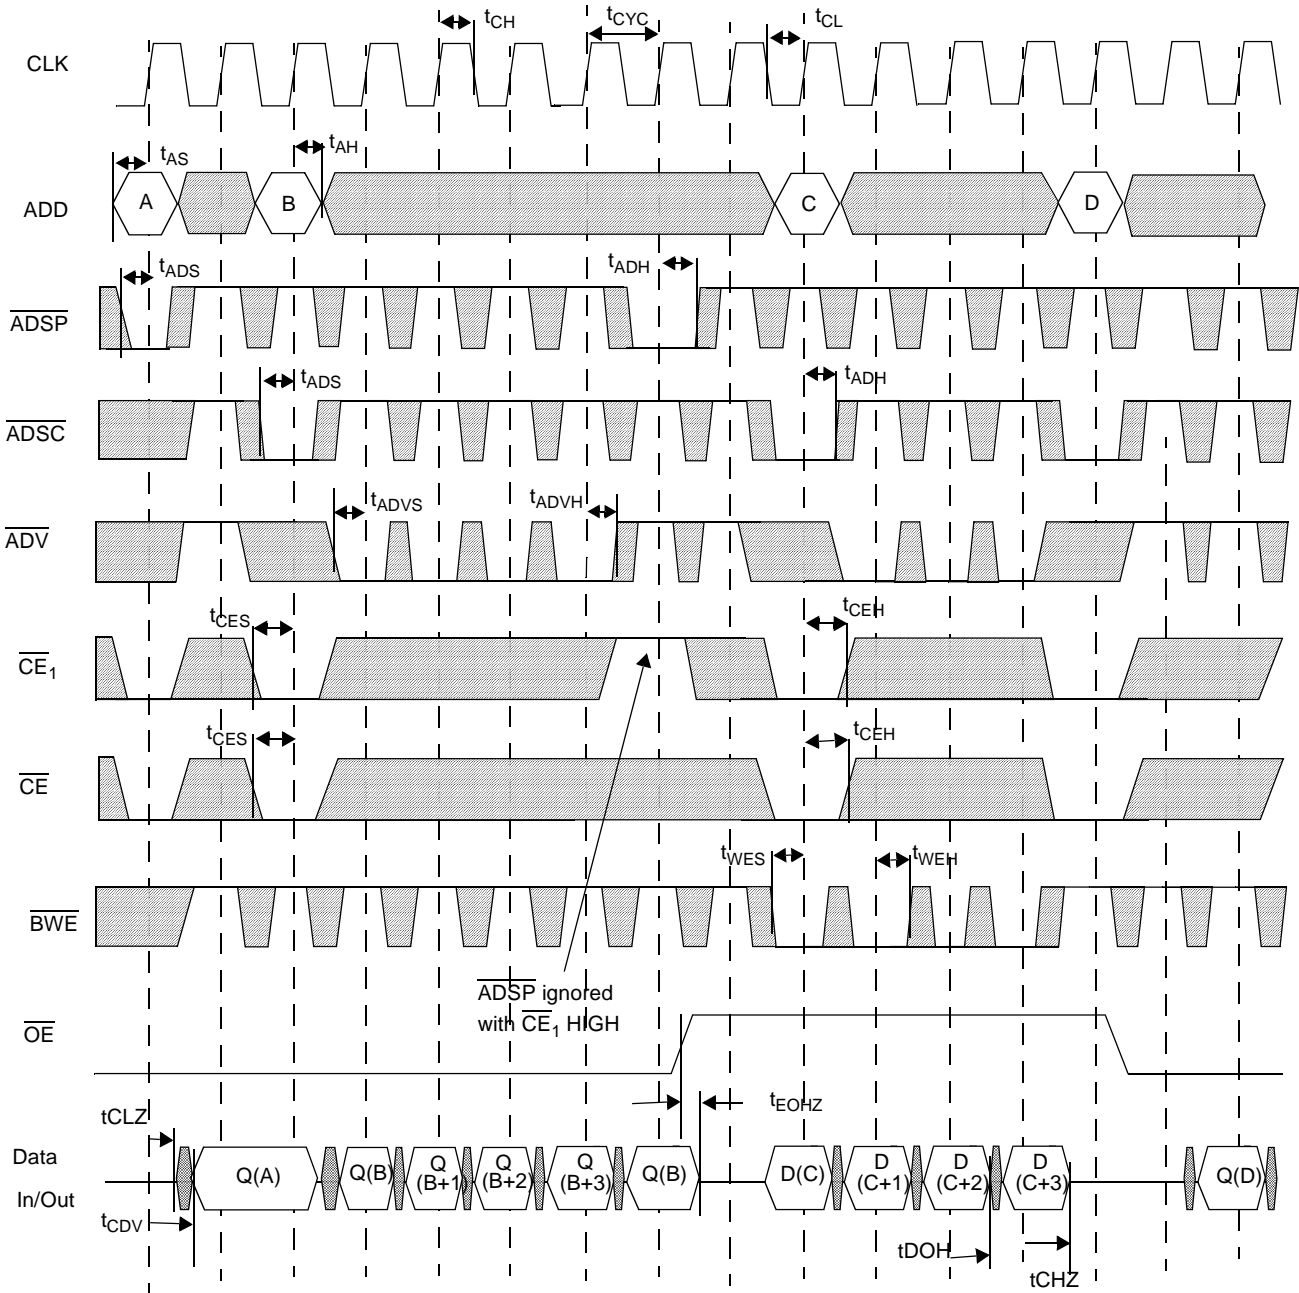 tCH
tCYC
tCL
CLK
tAS
tAH
ADD
A
B
C
D
tADS
tADH
ADSP
tADS
tADH
ADSC
tADVS
tADVH
ADV
tCES
tCEH
CE1
tCES
tCEH
CE
tWES
tWEH
BWE
ADSP ignored
with CE1 HIGH
OE
tCLZ
tEOHZ
Data
In/Out
Q(A)
Q(B)
Q
(B+1)
Q
(B+2)
Q
(B+3)
Q(B)
D(C)
D
(C+1)
D
(C+2)
D
(C+3)
Q(D)
tCDV
tDOH
tCHZ